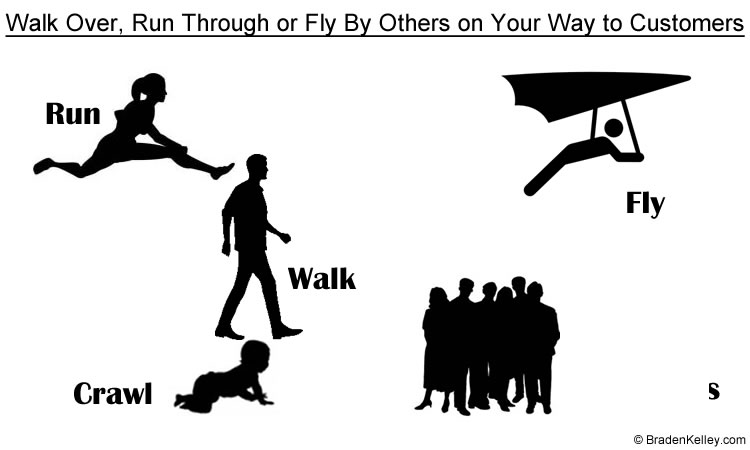 Walk Over, Run Through or Fly By Others on Your Way to Customers
Run
Fly
Walk
Crawl
s
© BradenKelley.com